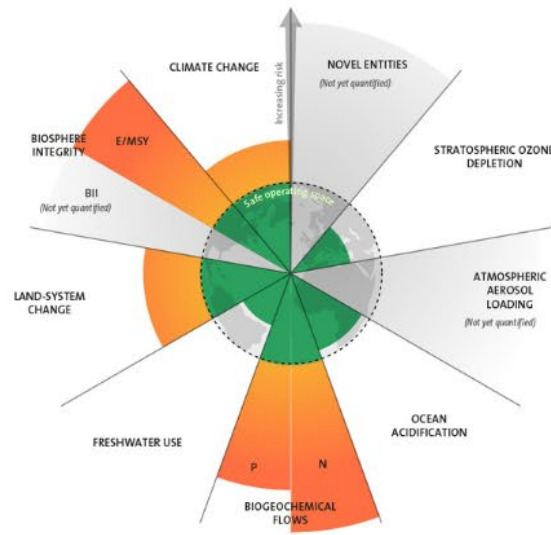 CLIMATE CHANGE
Increasing risk
NOVEL ENTITIES
(Not yet quantified)
STRATOSPHERIC OZONE
DEPLETION
ATMOSPHERIC
AEROSOL
LOADING
(Not yet quantified)
OCEAN
ACIDIFICATION
N
P
BIOGEOCHEMICAL
FLOWS
FRESHWATER USE
LAND-SYSTEM
CHANGE
BIOSPHERE
INTEGRITY
E/MSY
BII
(Not yet quantified)
Safe operating space